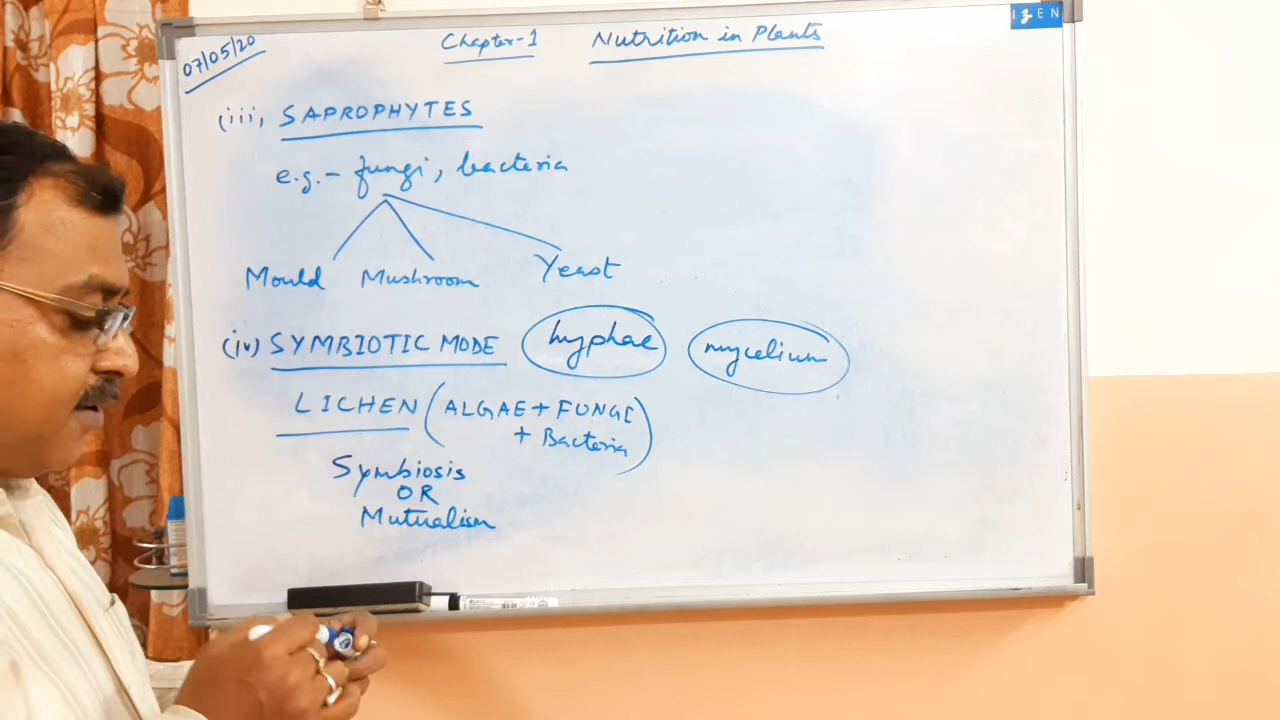 07/05/20
Chapter-1 Nutrition in Plants
(iii) SAPROPHYTES
e.g.- fungi, bacteria
Mould Mushroom Yeast
(iv) SYMBIOTIC MODE hyphae mycelium
LICHEN (ALGAE + FUNGI
+ Bacteria)
Symbiosis
OR
Mutualism